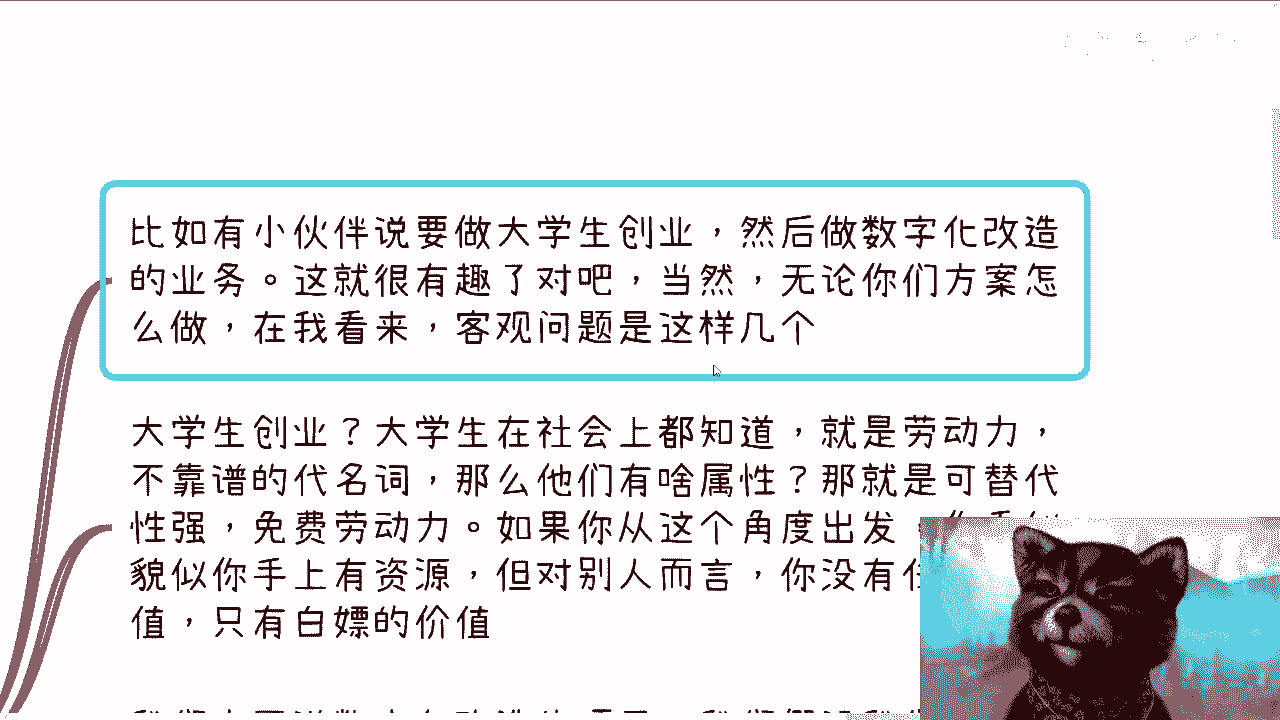 比如有小伙伴说要做大学生创业，然后做数字化改造
的业务。这就很有趣了对吧，当然，无论你们方案怎
么做，在我看来，客观问题是这样几个
大学生创业？大学生在社会上都知道，就是劳动力，
不靠谱的代名词，那么他们有啥属性？那就是可替代
性强，免费劳动力。如果你从这个角度出发
貌似你手上有资源，但对别人而言，你没有
值，只有白嫖的价值